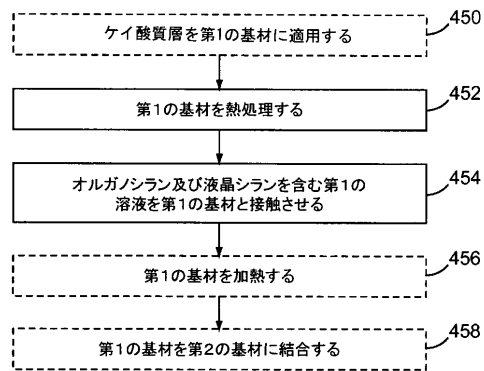 ケイ酸質層を第1の基材に適用する
450
第1の基材を熱処理する
452
オルガノシラン及び液晶シランを含む第1の
溶液を第1の基材と接触させる
454
第1の基材を加熱する
456
第1の基材を第2の基材に結合する
458